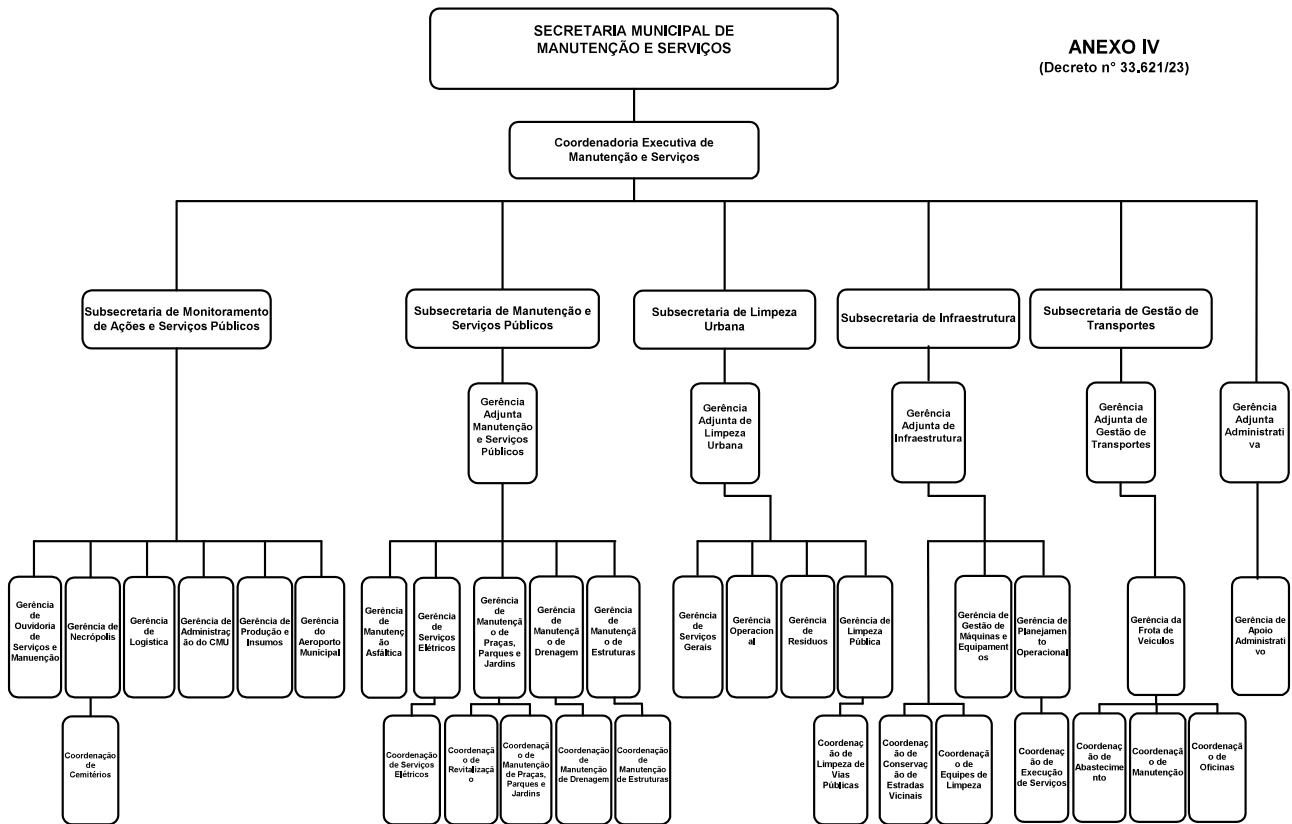 SECRETARIA MUNICIPAL DE
MANUTENÇÃO E SERVIÇOS
ANEXO IV
(Decreto n° 33.621/23)
Coordenadoria Executiva de
Manutenção e Serviços
Subsecretaria de Monitoramento
de Ações e Serviços Públicos
Subsecretaria de Manutenção e
Serviços Públicos
Subsecretaria de Limpeza
Urbana
Subsecretaria de Infraestrutura
Subsecretaria de Gestão de
Transportes
Gerência
Adjunta
Manutenção
e Serviços
Públicos
Gerência
Adjunta de
Limpeza
Urbana
Gerência
Adjunta de
Infraestrutura
Gerência
Adjunta de
Gestão de
Transportes
Gerência
Adjunta
Administrati
va
Gerência
de
Ouvidoria
de
Serviços e
Manuenção
Gerência de
Necrópolis
Gerência
de
Logística
Gerência de
Administraç
ão do CMU
Gerência de
Produção e
Insumos
Gerência
do
Aeroporto
Municipal
Gerência
de
Manutenç
ão
Asfáltica
Gerência
de
Serviços
Elétricos
Gerência
de
Manutençã
o de
Praças,
Parques e
Jardins
Gerência
de
Manutençã
o de
Drenagem
Gerência
de
Manutençã
o de
Estruturas
Gerência
de
Serviços
Gerais
Gerência
Operacion
al
Gerência
de
Resíduos
Gerência
de Limpeza
Pública
Gerência de
Gestão de
Máquinas e
Equipament
os
Gerência
de
Planejamen
to
Operacional
Gerência da
Frota de
Veículos
Gerência
de Apoio
Administrati
vo
Coordenação
de
Cemitérios
Coordenação
de Serviços
Elétricos
Coordenaçã
o de
Revitalizaçã
o
Coordenaçã
o de
Manutenção
de Praças,
Parques e
Jardins
Coordenação
de
Manutenção
de Drenagem
Coordenação
de Manutenção
de Estruturas
Coordenaç
ão de
Limpeza de
Vias
Públicas
Coordenaç
ão de
Conservaç
ão de
Estradas
Vicinais
Coordenaç
ão de
Equipes de
Limpeza
Coordenaç
ão de
Execução
de Serviços
Coordenaç
ão de
Abastecime
nto
Coordenaçã
o de
Manutenção
Coordenaçã
o de Oficinas